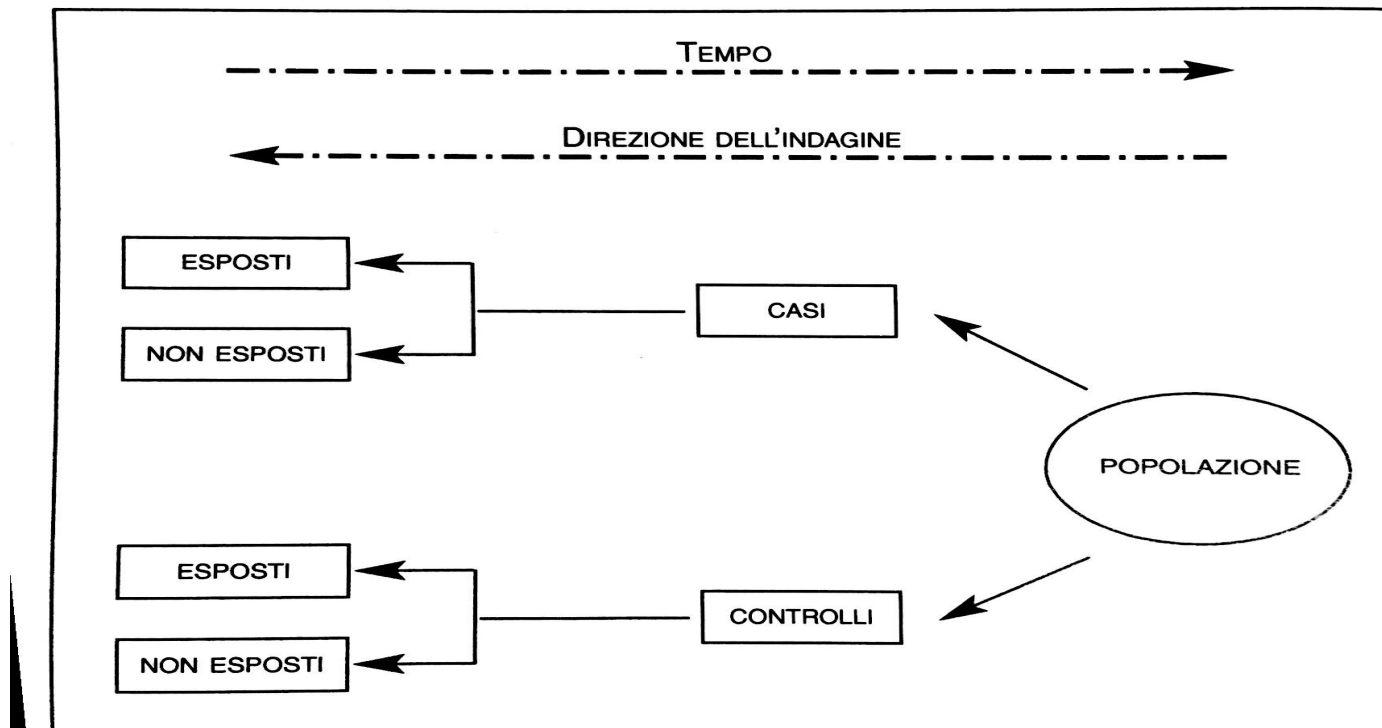 TEMPO
DIREZIONE DELL'INDAGINE
ESPOSTI
NON ESPOSTI
CASI
POPOLAZIONE
ESPOSTI
NON ESPOSTI
CONTROLLI